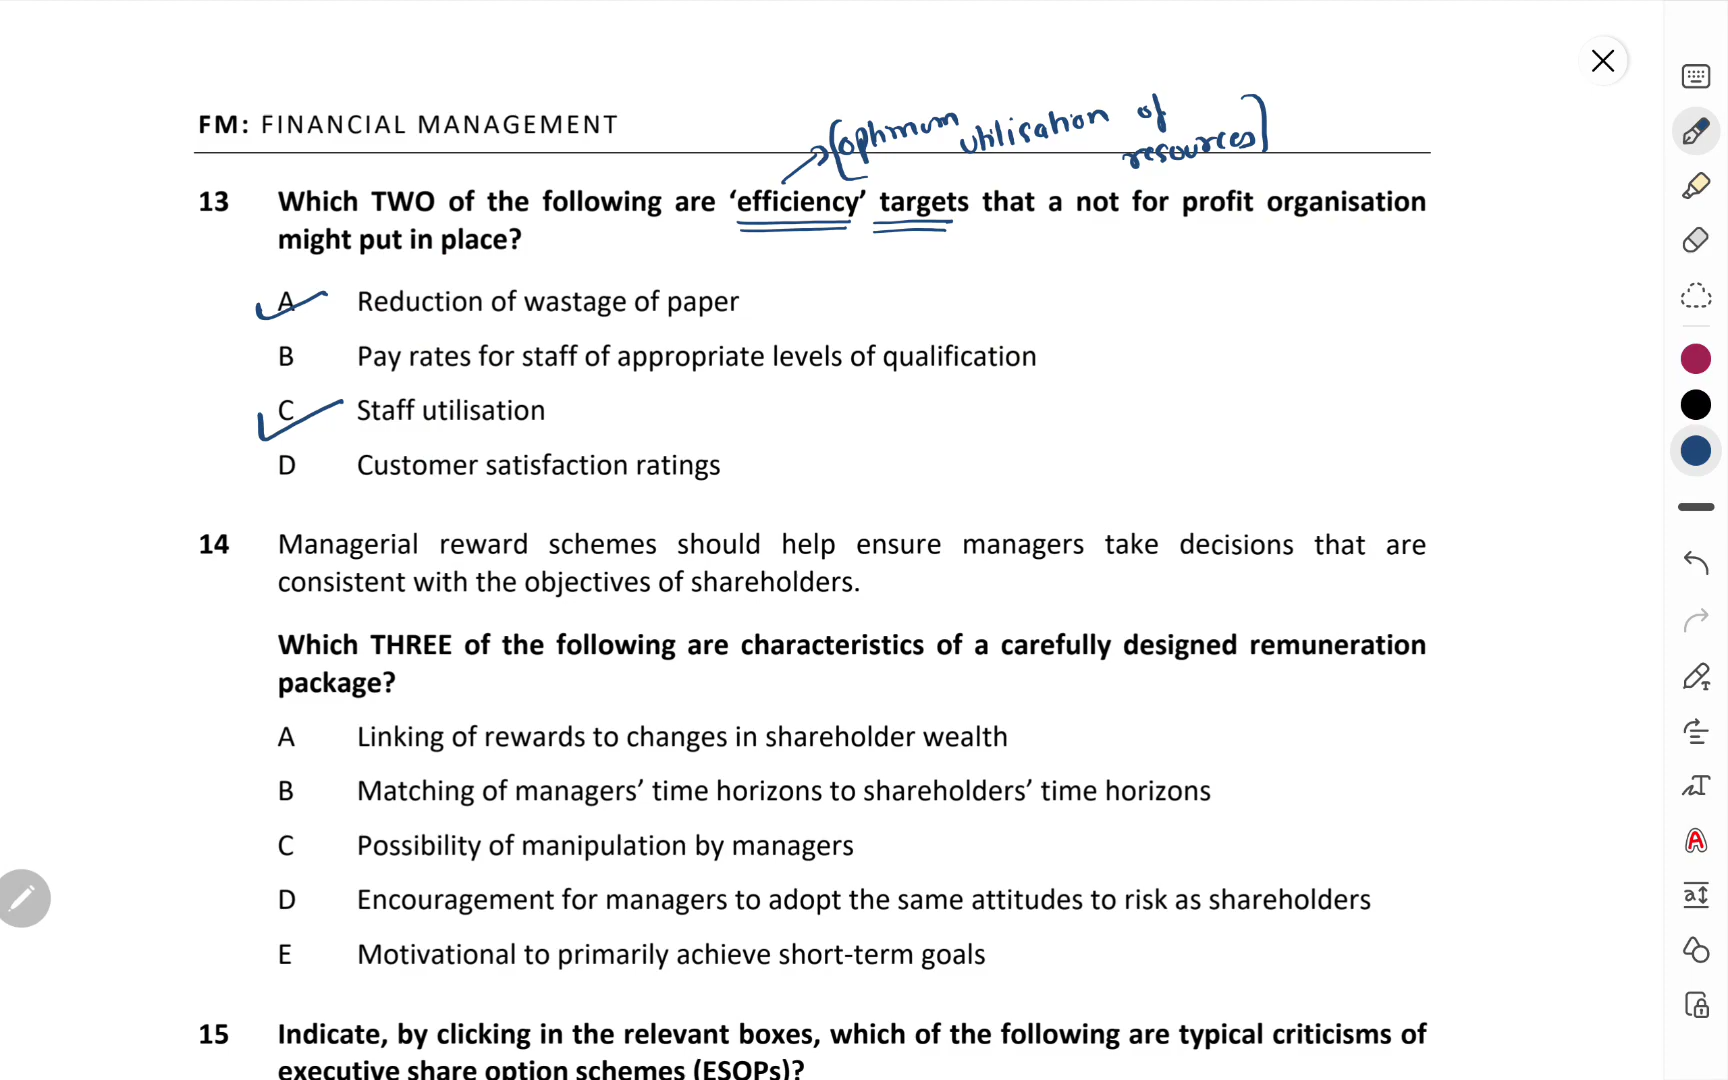 FM: FINANCIAL MANAGEMENT
[optimum utilisation of resources]
13 Which TWO of the following are ‘efficiency’ targets that a not for profit organisation
might put in place?
A Reduction of wastage of paper
B Pay rates for staff of appropriate levels of qualification
C Staff utilisation
D Customer satisfaction ratings
14 Managerial reward schemes should help ensure managers take decisions that are
consistent with the objectives of shareholders.
Which THREE of the following are characteristics of a carefully designed remuneration
package?
A Linking of rewards to changes in shareholder wealth
B Matching of managers’ time horizons to shareholders’ time horizons
C Possibility of manipulation by managers
D Encouragement for managers to adopt the same attitudes to risk as shareholders
E Motivational to primarily achieve short-term goals
15 Indicate, by clicking in the relevant boxes, which of the following are typical criticisms of
executive share option schemes (ESOPs)?